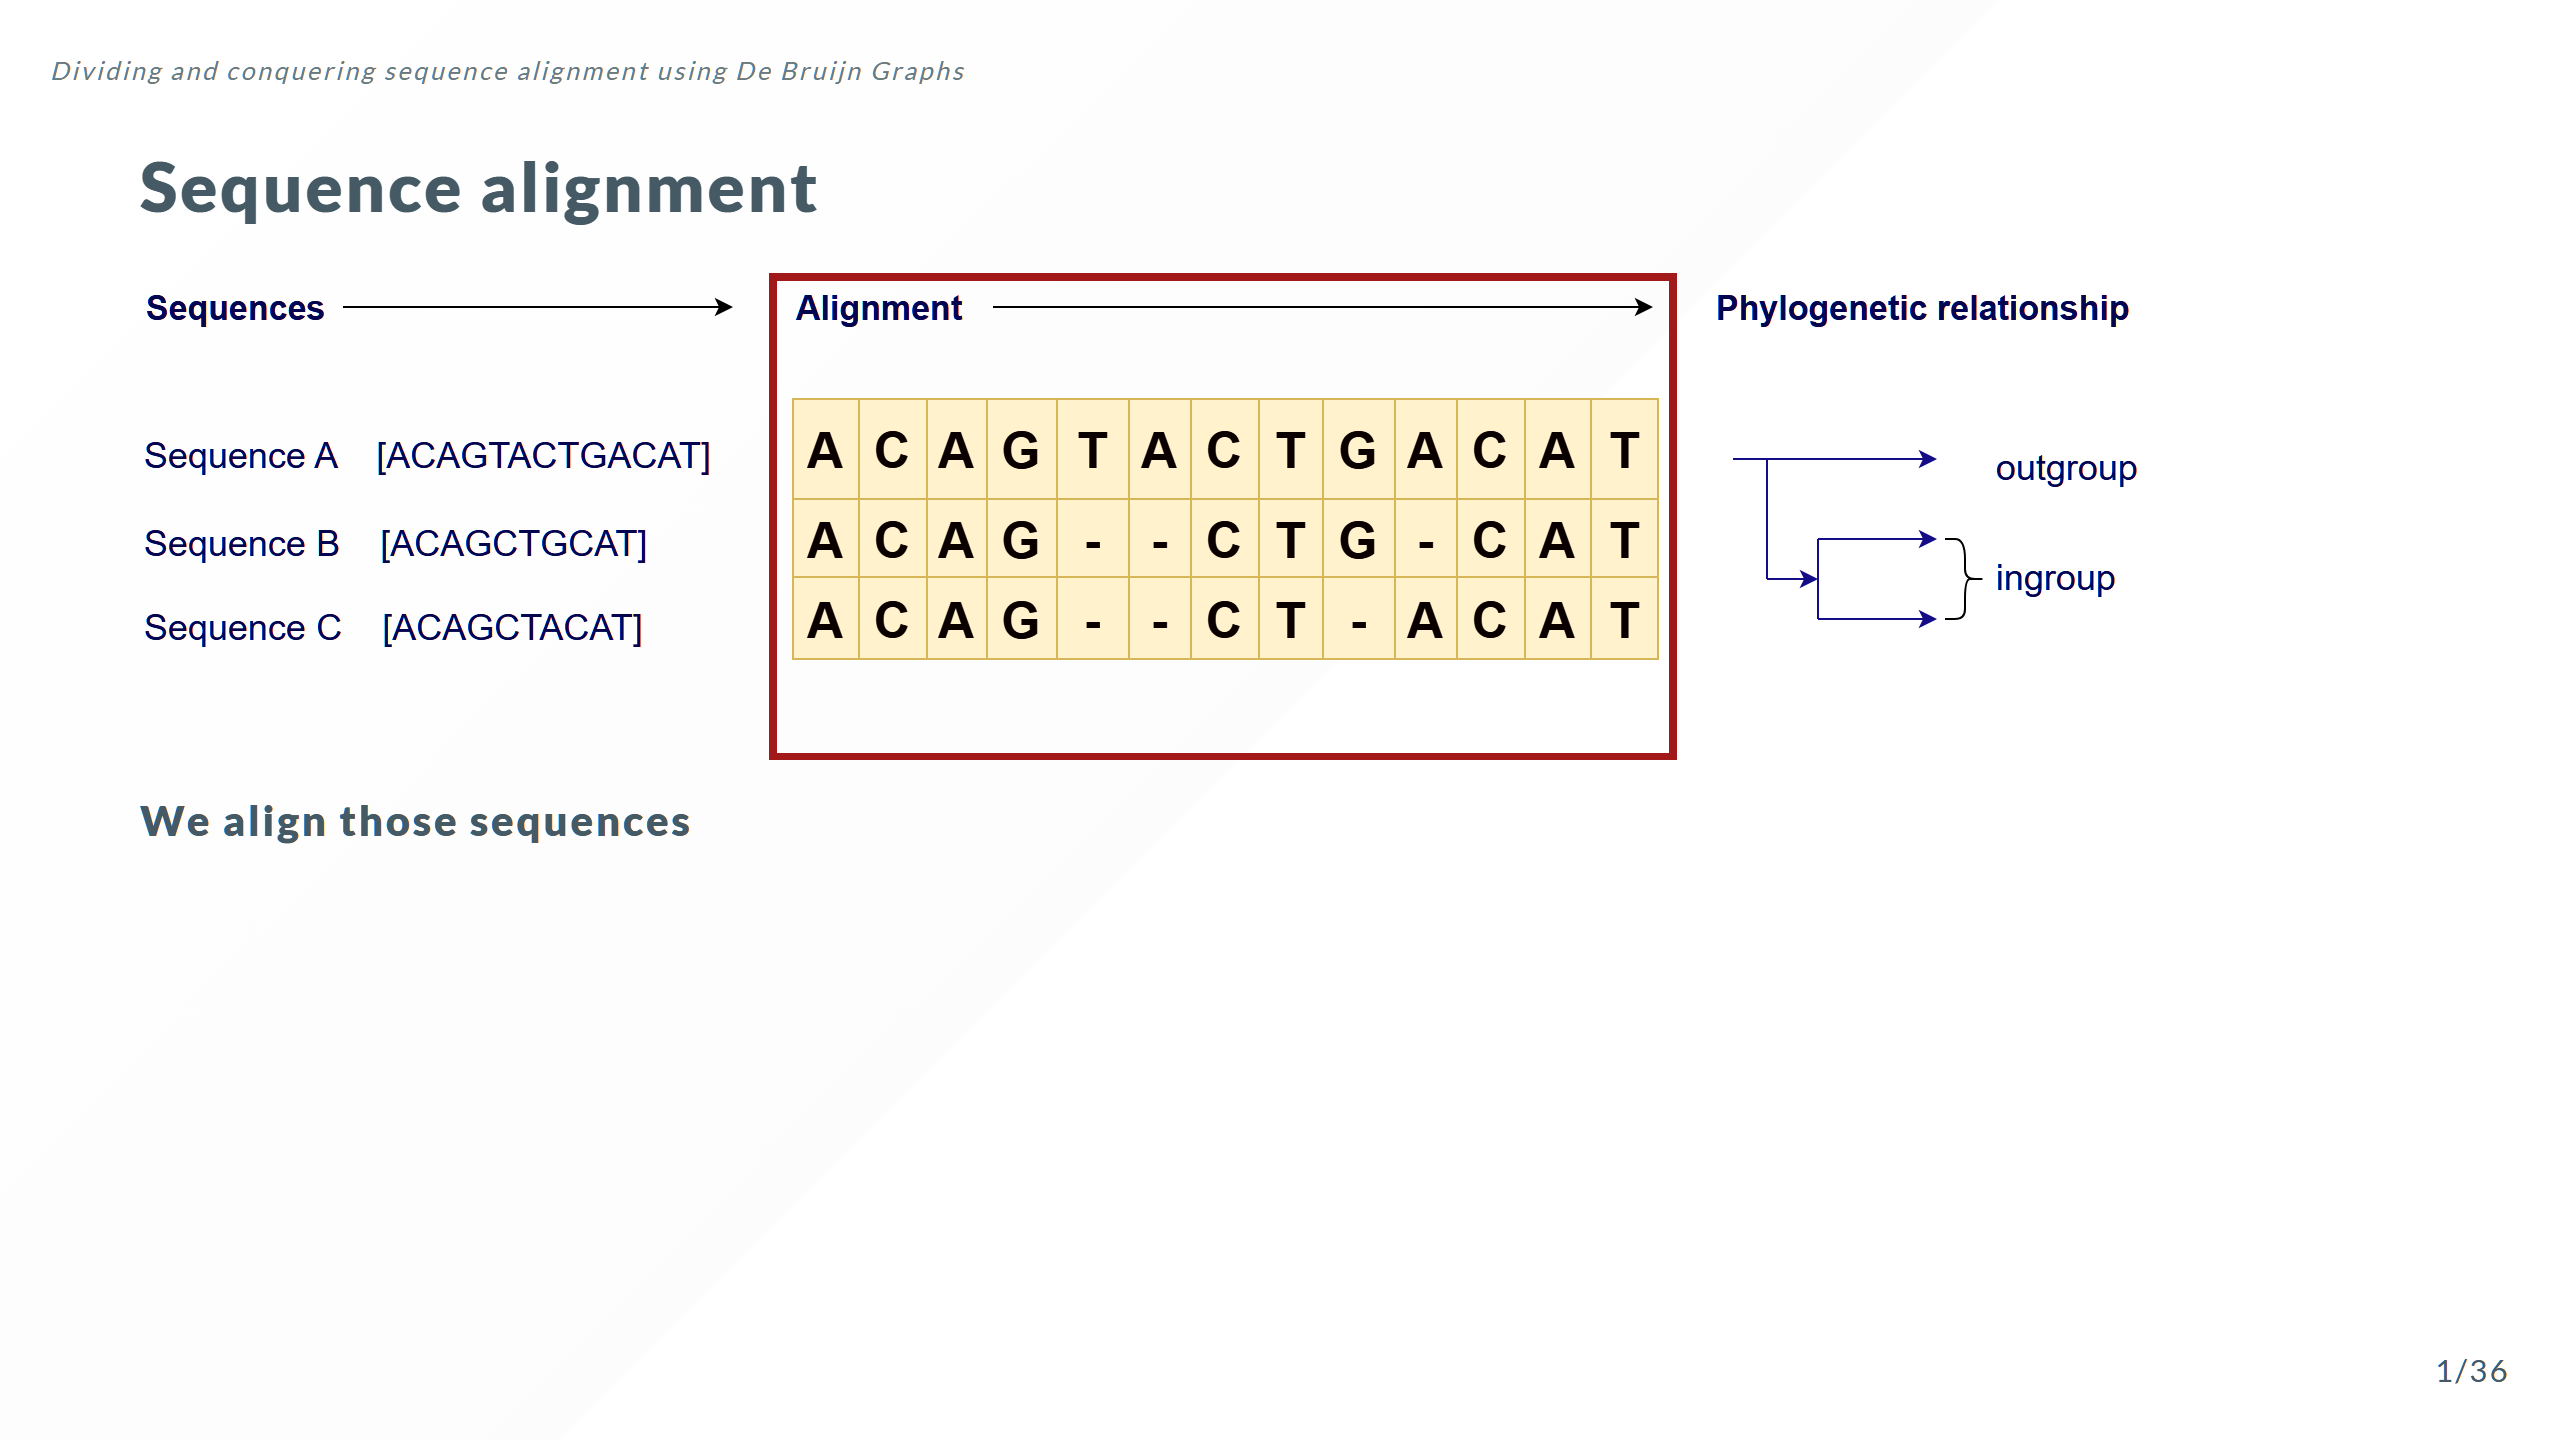 Dividing and conquering sequence alignment using De Bruijn Graphs
Sequence alignment
Sequences
Alignment
Phylogenetic relationship
Sequence A [ACAGTACTGACAT]
Sequence B [ACAGCTGCAT]
Sequence C [ACAGCTACAT]
A C A G T A C T G A C A T
A C A G - - C T G - C A T
A C A G - - C T - A C A T
outgroup
ingroup
We align those sequences
1/36